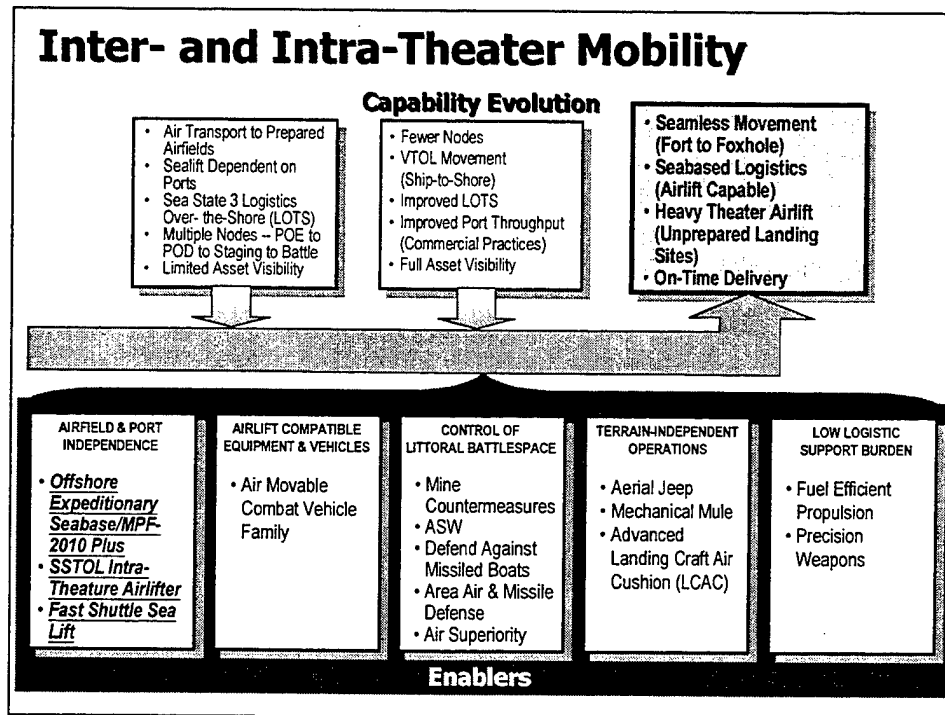 Inter- and Intra-Theater Mobility
Capability Evolution
• Air Transport to Prepared
Airfields
• Sealift Dependent on
Ports
• Sea State 3 Logistics
Over- the-Shore (LOTS)
• Multiple Nodes -- POE to
POD to Staging to Battle
• Limited Asset Visibility
• Fewer Nodes
• VTOL Movement
(Ship-to-Shore)
• Improved LOTS
• Improved Port Throughput
(Commercial Practices)
• Full Asset Visibility
• Seamless Movement
(Fort to Foxhole)
• Seabased Logistics
(Airlift Capable)
• Heavy Theater Airlift
(Unprepared Landing
Sites)
• On-Time Delivery
AIRFIELD & PORT
INDEPENDENCE
• Offshore
Expeditionary
Seabase/MPF-
2010 Plus
• SSTOL Intra-
Theature Airlifter
• Fast Shuttle Sea
Lift
AIRLIFT COMPATIBLE
EQUIPMENT & VEHICLES
• Air Movable
Combat Vehicle
Family
CONTROL OF
LITTORAL BATTLESPACE
• Mine
Countermeasures
• ASW
• Defend Against
Missiled Boats
• Area Air & Missile
Defense
• Air Superiority
TERRAIN-INDEPENDENT
OPERATIONS
• Aerial Jeep
• Mechanical Mule
• Advanced
Landing Craft Air
Cushion (LCAC)
LOW LOGISTIC
SUPPORT BURDEN
• Fuel Efficient
Propulsion
• Precision
Weapons
Enablers